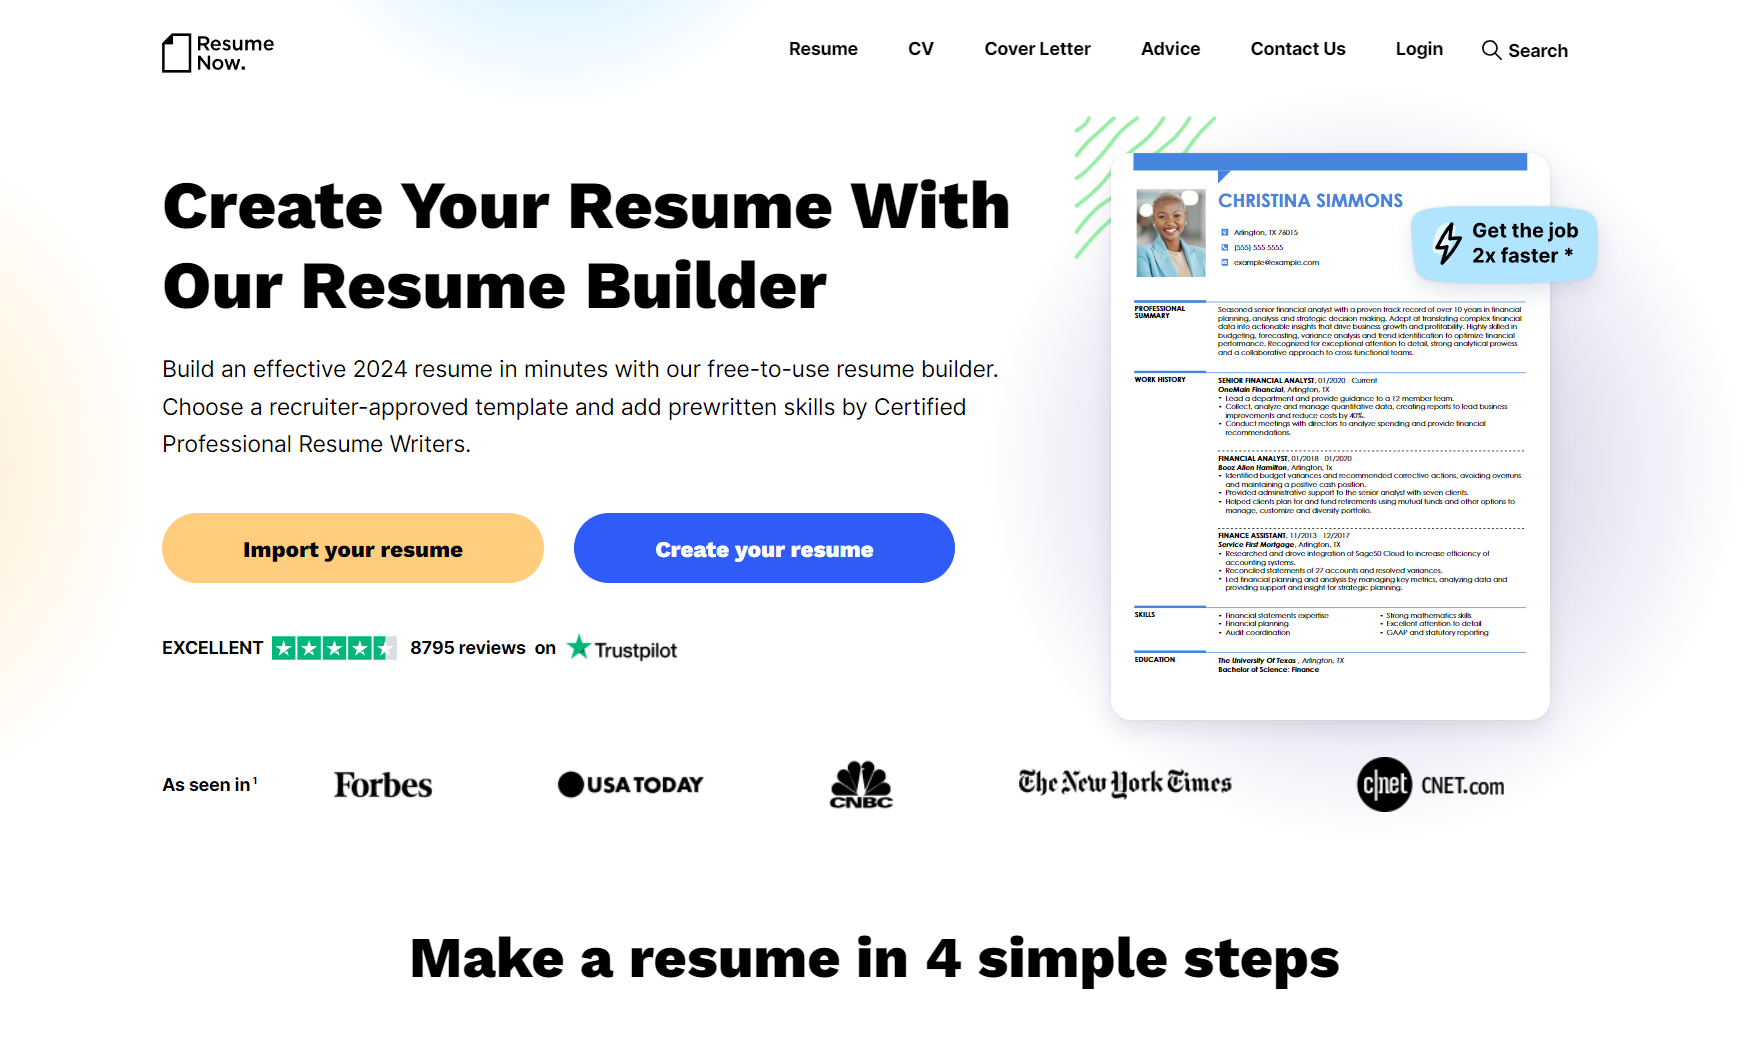 Resume
Now.
Resume CV Cover Letter Advice Contact Us Login Search
Create Your Resume With
Our Resume Builder
Build an effective 2024 resume in minutes with our free-to-use resume builder.
Choose a recruiter-approved template and add prewritten skills by Certified
Professional Resume Writers.
Import your resume
Create your resume
EXCELLENT 8795 reviews on Trustpilot
CHRISTINA SIMMONS
Arlington, TX 76015
(555) 555 5555
example@example.com
Get the job
2x faster *
PROFESSIONAL
SUMMARY
Seasoned senior financial analyst with a proven track record of over 10 years in financial
planning, analysis and strategic decision making. Adept at translating complex financial
data into actionable insights that drive business growth and profitability. Highly skilled in
budgeting, forecasting, variance analysis and trend identification to optimize financial
performance. Recognized for exceptional attention to detail, strong analytical prowess
and a collaborative approach to cross functional teams.
WORK HISTORY
SENIOR FINANCIAL ANALYST, 01/2020 - Current
OneMain Financial, Arlington, TX
• Lead a department and provide guidance to a 12 member team.
• Collect, analyze and manage quantitative data, creating reports to lead business
improvements and reduce costs by 40%.
• Conduct meetings with directors to analyze spending and provide financial
recommendations.
FINANCIAL ANALYST, 01/2018 - 01/2020
Booz Allen Hamilton, Arlington, Tx
• Identified budget variances and recommended corrective actions, avoiding overruns
and maintaining a positive cash position.
• Provided administrative support to the senior analyst with seven clients.
• Helped clients plan for and fund retirements using mutual funds and other options to
manage, customize and diversify portfolio.
FINANCE ASSISTANT, 11/2013 - 12/2017
Service First Mortgage, Arlington, TX
• Researched and drove integration of Sage50 Cloud to increase efficiency of
accounting systems.
• Reconciled statements of 27 accounts and resolved variances.
• Led financial planning and analysis by managing key metrics, analyzing data and
providing support and insight for strategic planning.
SKILLS
• Financial statements expertise
• Financial planning
• Audit coordination
• Strong mathematics skills
• Excellent attention to detail
• GAAP and statutory reporting
EDUCATION
The University Of Texas , Arlington, TX
Bachelor of Science: Finance
As seen in¹ Forbes USA TODAY CNBC The New York Times c|net CNET.com
Make a resume in 4 simple steps